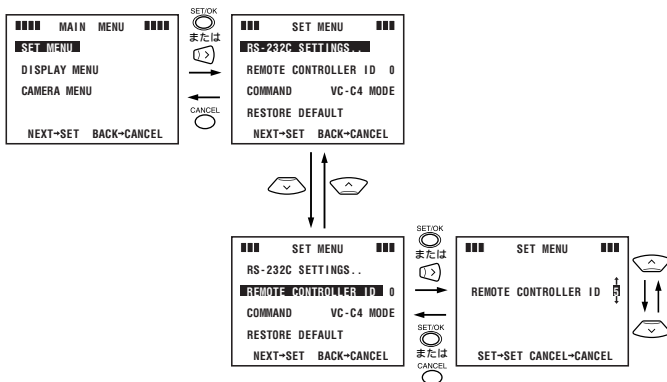 MAIN MENU
SET MENU
DISPLAY MENU
CAMERA MENU
NEXT→SET BACK→CANCEL
SET/OK
または
CANCEL
SET MENU
RS-232C SETTINGS..
REMOTE CONTROLLER ID 0
COMMAND VC-C4 MODE
RESTORE DEFAULT
NEXT→SET BACK→CANCEL
SET MENU
RS-232C SETTINGS..
REMOTE CONTROLLER ID 0
COMMAND VC-C4 MODE
RESTORE DEFAULT
NEXT→SET BACK→CANCEL
SET/OK
または
SET/OK
または
CANCEL
SET MENU
REMOTE CONTROLLER ID 5
SET→SET CANCEL→CANCEL